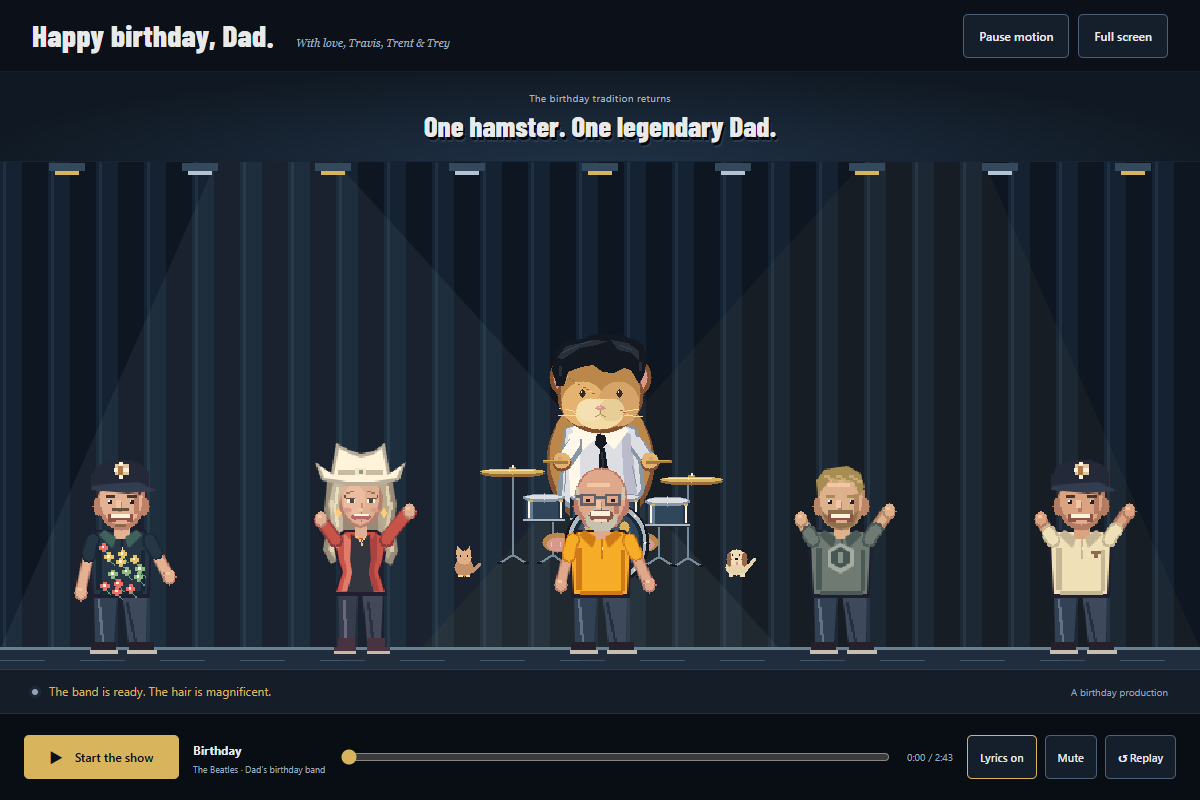 Happy birthday, Dad.
With love, Travis, Trent & Trey
Pause motion
Full screen
The birthday tradition returns
One hamster. One legendary Dad.
The band is ready. The hair is magnificent.
A birthday production
Start the show
Birthday
The Beatles · Dad's birthday band
0:00 / 2:43
Lyrics on
Mute
↺ Replay